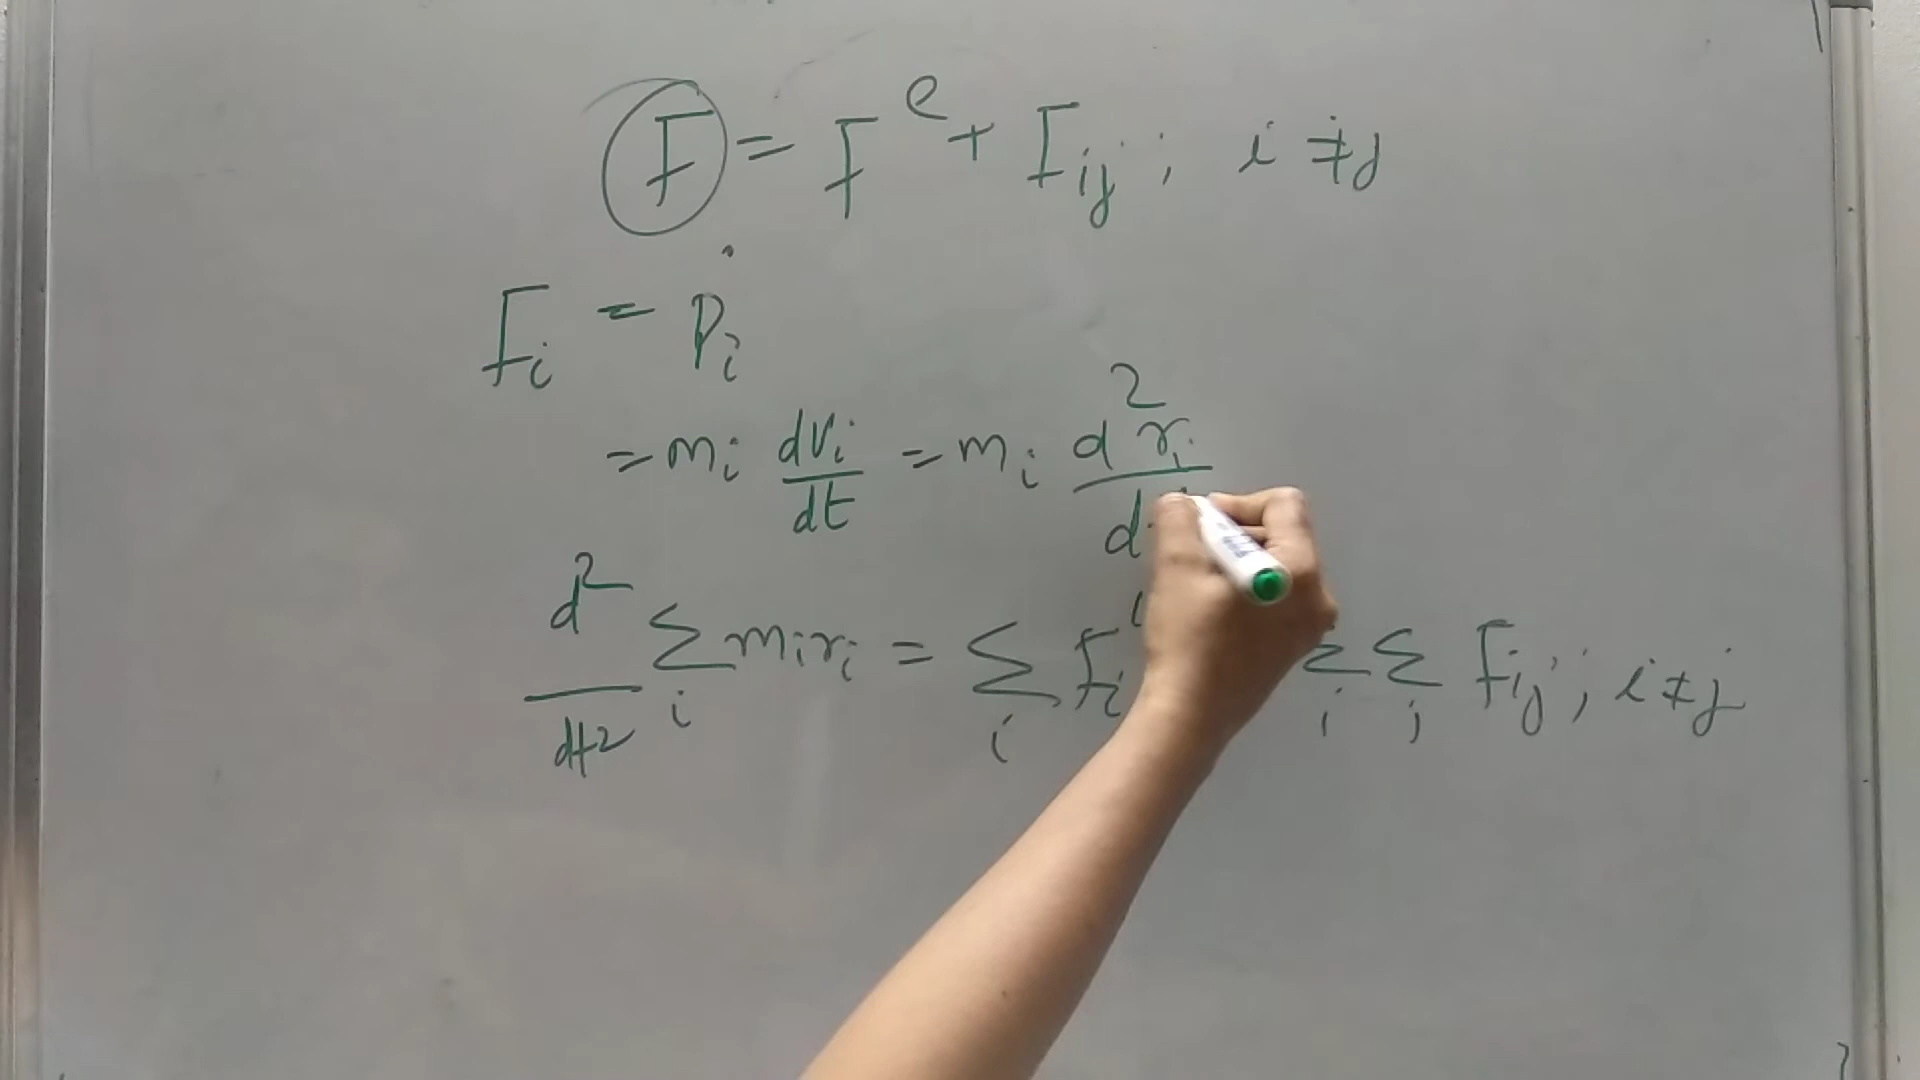 F = F^e + F_ij ; i ≠ j
F_i = ṗ_i
= m_i dv_i/dt = m_i d²r_i/d
d²/dt² Σ_i m_i r_i = Σ_i F_i Σ_i Σ_j F_ij ; i ≠ j